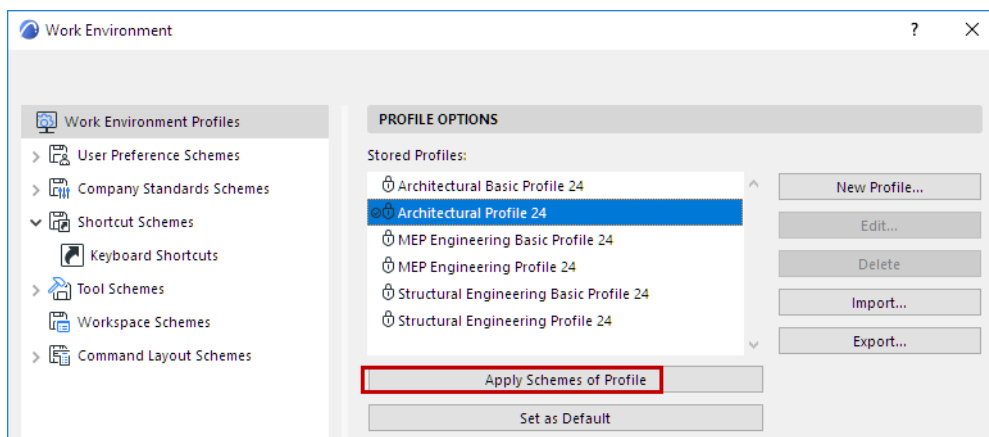 Work Environment
?
Work Environment Profiles
User Preference Schemes
Company Standards Schemes
Shortcut Schemes
Keyboard Shortcuts
Tool Schemes
Workspace Schemes
Command Layout Schemes
PROFILE OPTIONS
Stored Profiles:
Architectural Basic Profile 24
Architectural Profile 24
MEP Engineering Basic Profile 24
MEP Engineering Profile 24
Structural Engineering Basic Profile 24
Structural Engineering Profile 24
New Profile...
Edit...
Delete
Import...
Export...
Apply Schemes of Profile
Set as Default